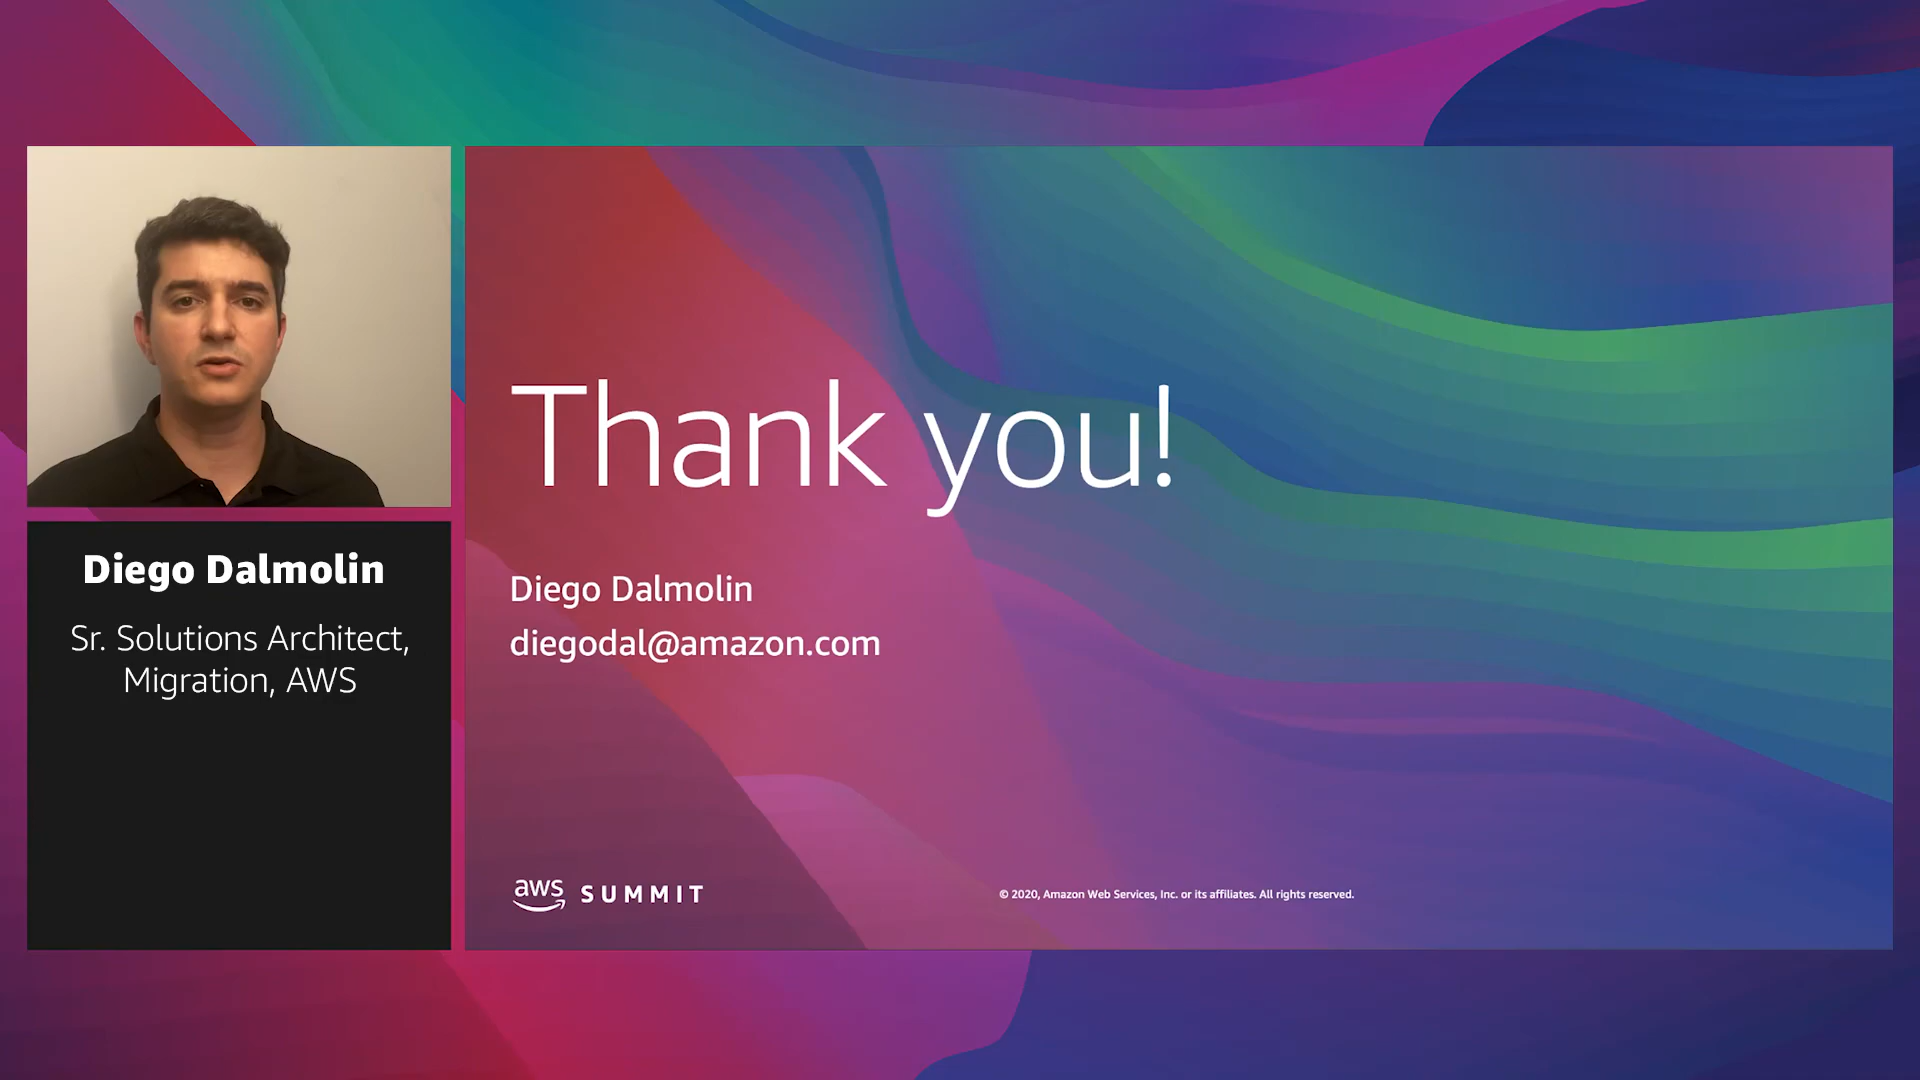 Diego Dalmolin
Sr. Solutions Architect,
Migration, AWS
Thank you!
Diego Dalmolin
diegodal@amazon.com
aws SUMMIT
© 2020, Amazon Web Services, Inc. or its affiliates. All rights reserved.